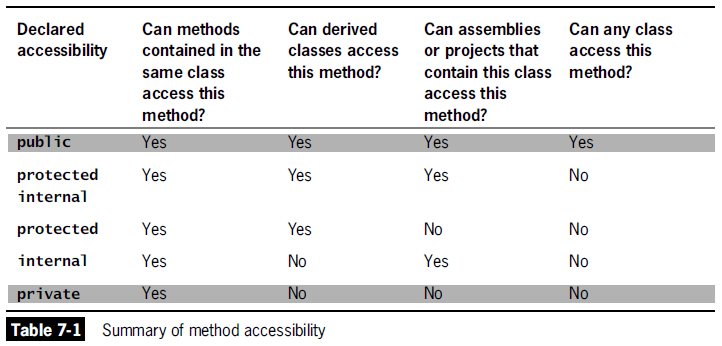 Declared accessibility Can methods contained in the same class access this method? Can derived classes access this method? Can assemblies or projects that contain this class access this method? Can any class access this method?
public Yes Yes Yes Yes
protected internal Yes Yes Yes No
protected Yes Yes No No
internal Yes No Yes No
private Yes No No No
Table 7-1 Summary of method accessibility